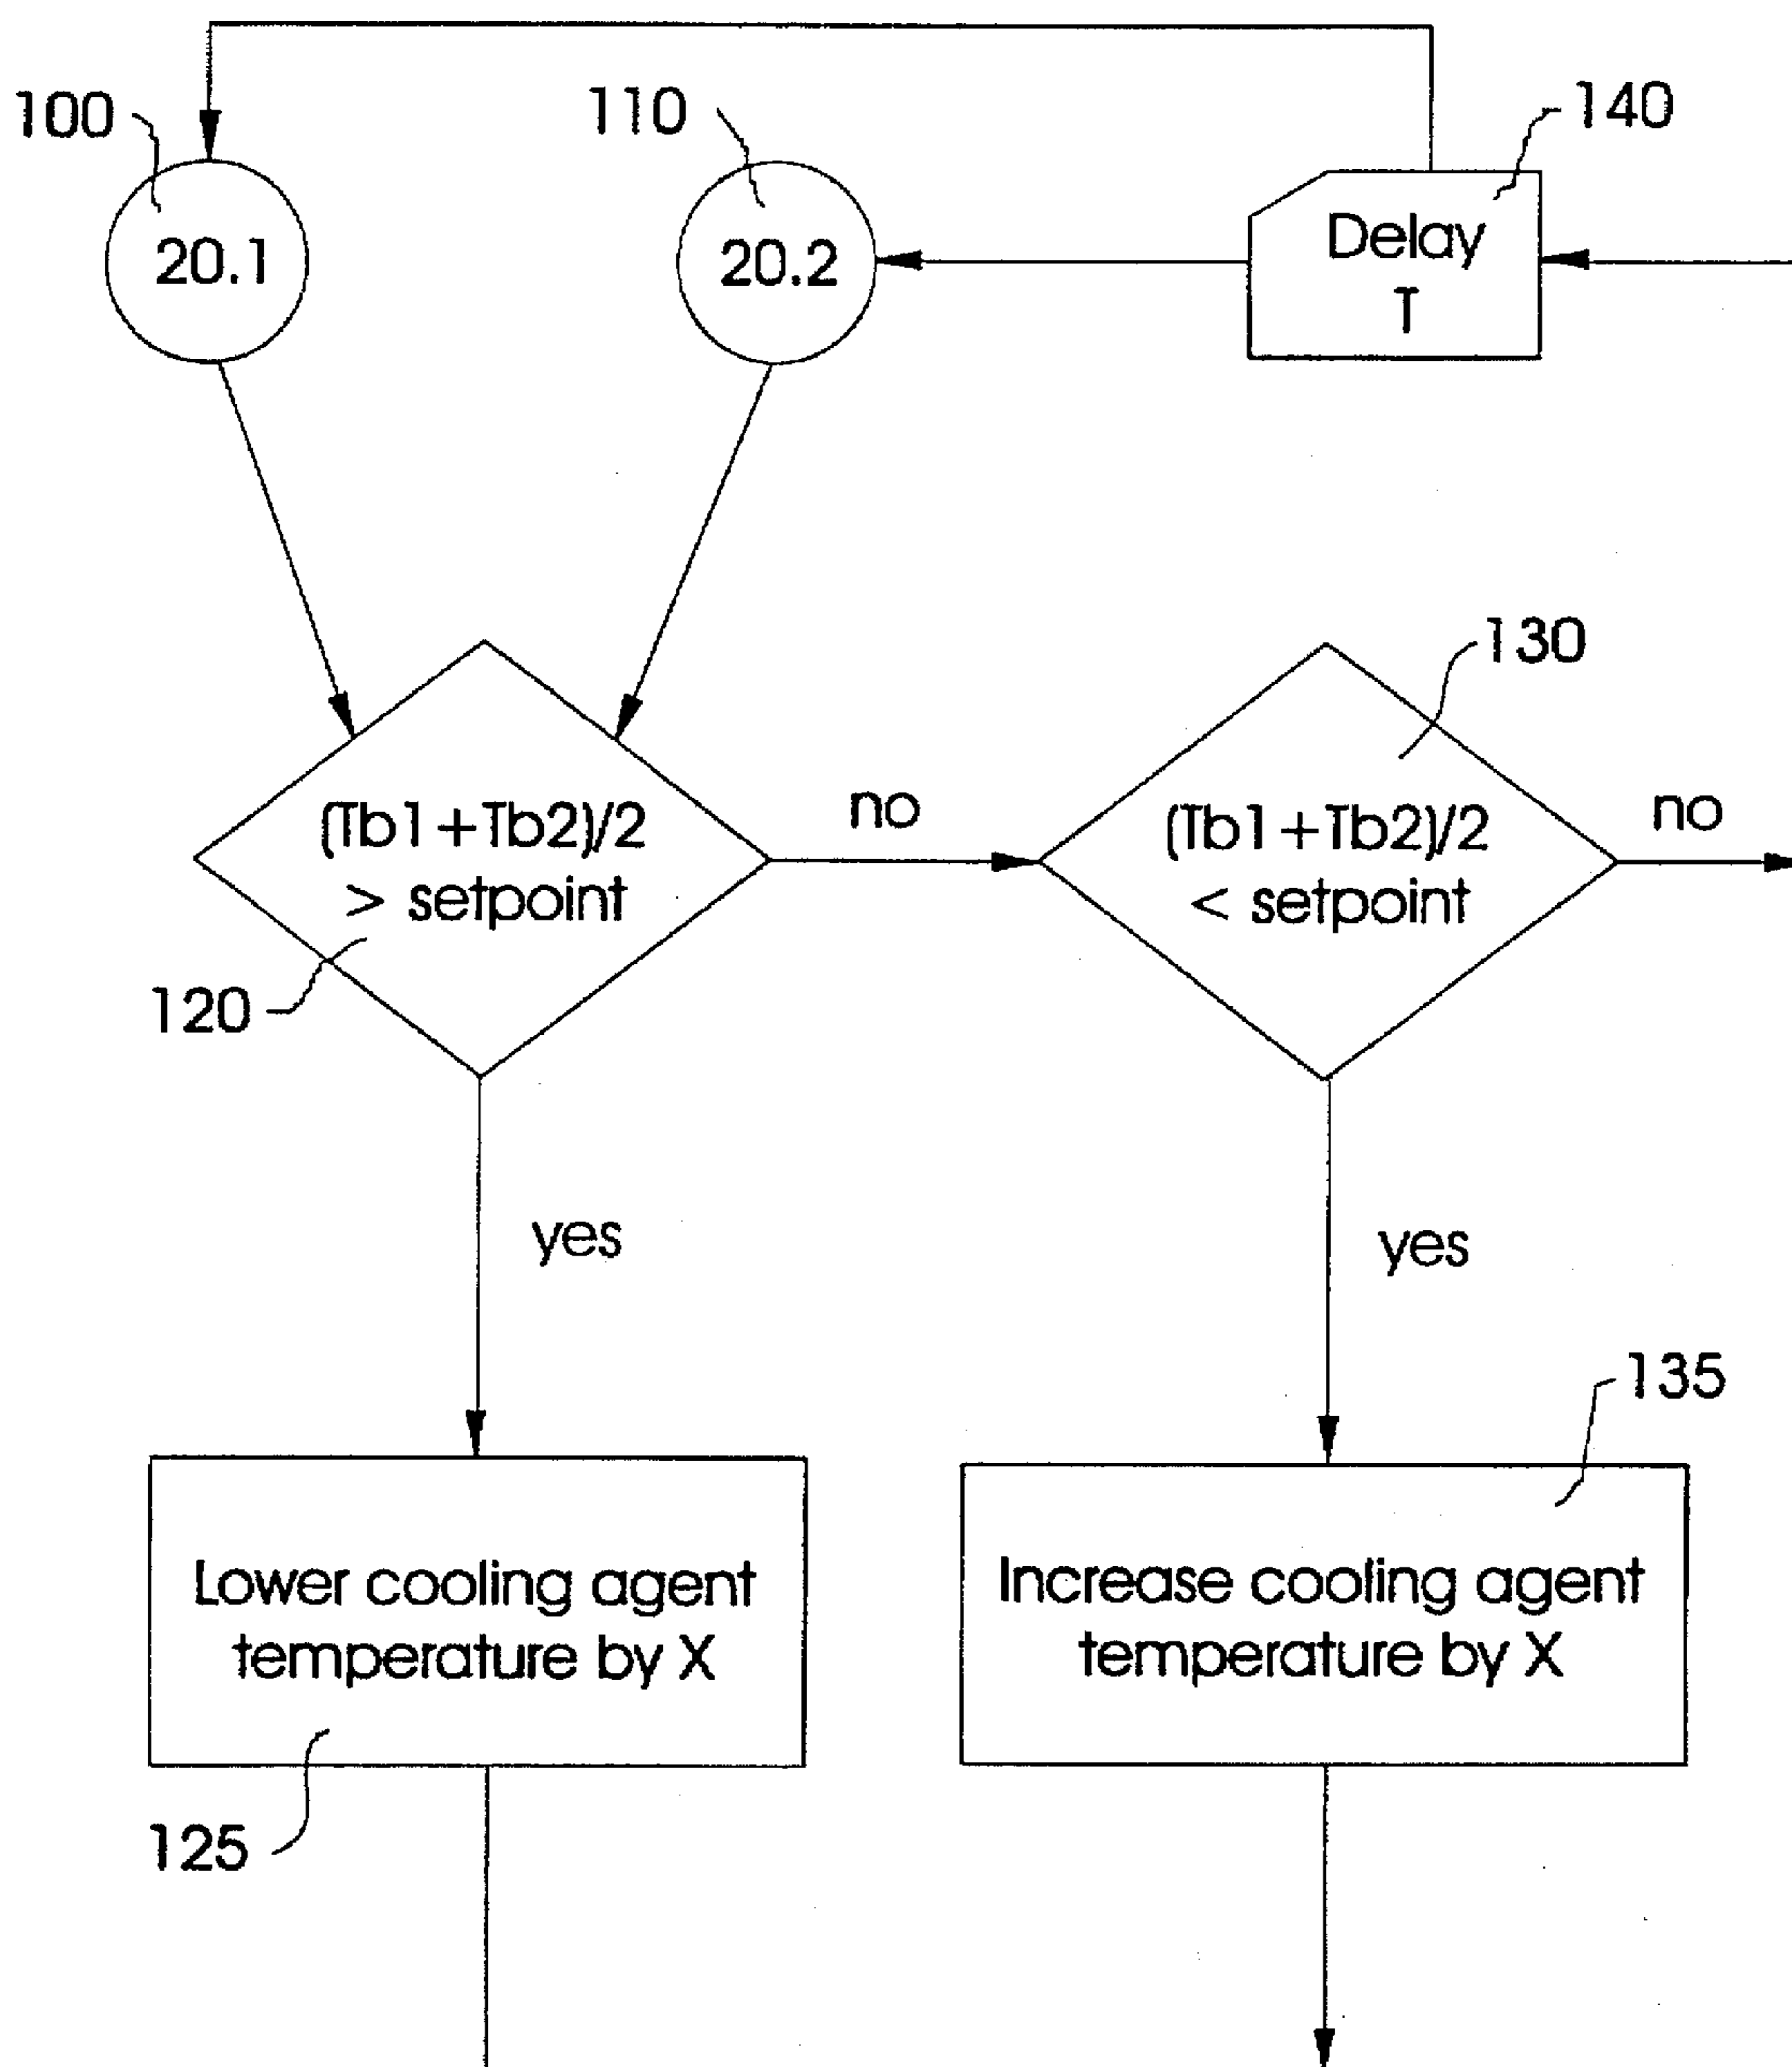 100
110
140
20.1
20.2
Delay
T
130
(Tb1+Tb2)/2
> setpoint
no
(Tb1+Tb2)/2
< setpoint
no
120
yes
yes
135
Lower cooling agent
temperature by X
Increase cooling agent
temperature by X
125